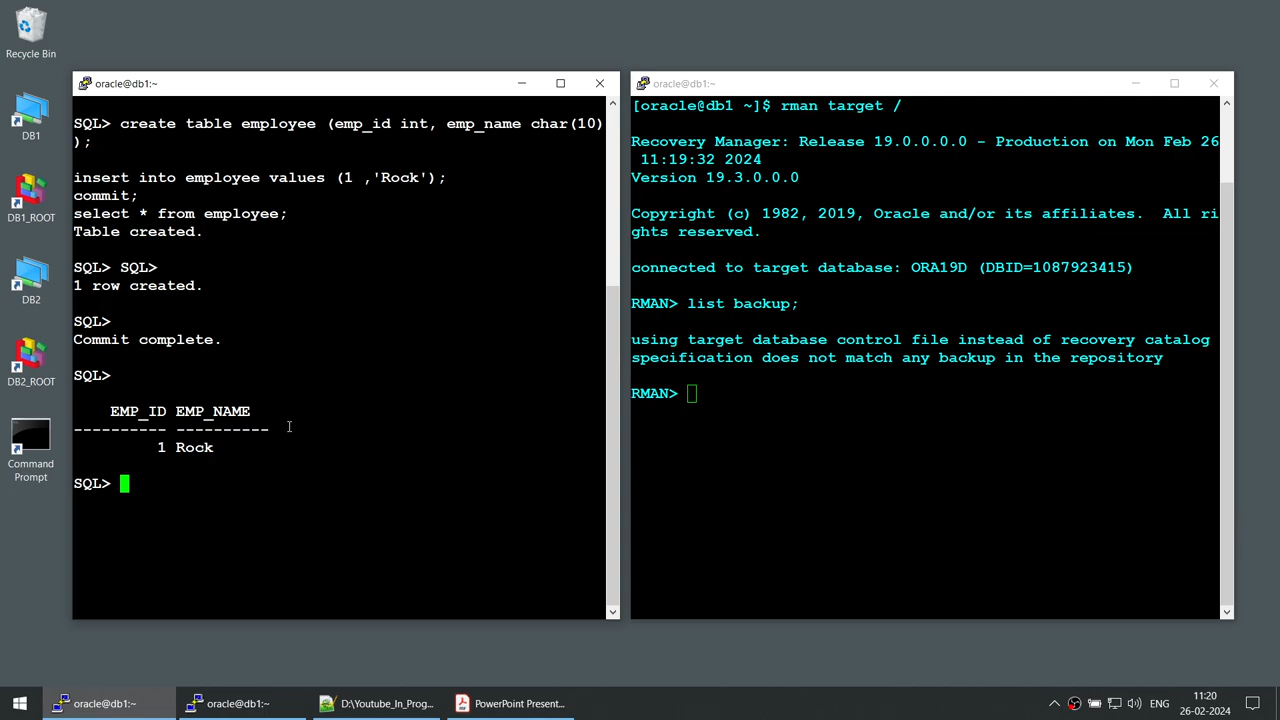 Recycle Bin
DB1
DB1_ROOT
DB2
DB2_ROOT
Command
Prompt
oracle@db1:~
SQL> create table employee (emp_id int, emp_name char(10)
);
insert into employee values (1 ,'Rock');
commit;
select * from employee;
Table created.
SQL> SQL>
1 row created.
SQL>
Commit complete.
SQL>
EMP_ID EMP_NAME
---------- ----------
1 Rock
SQL>
oracle@db1:~
[oracle@db1 ~]$ rman target /
Recovery Manager: Release 19.0.0.0.0 - Production on Mon Feb 26
11:19:32 2024
Version 19.3.0.0.0
Copyright (c) 1982, 2019, Oracle and/or its affiliates.  All ri
ghts reserved.
connected to target database: ORA19D (DBID=1087923415)
RMAN> list backup;
using target database control file instead of recovery catalog
specification does not match any backup in the repository
RMAN>
oracle@db1:~
oracle@db1:~
D:\Youtube_In_Prog...
PowerPoint Present...
ENG
11:20
26-02-2024